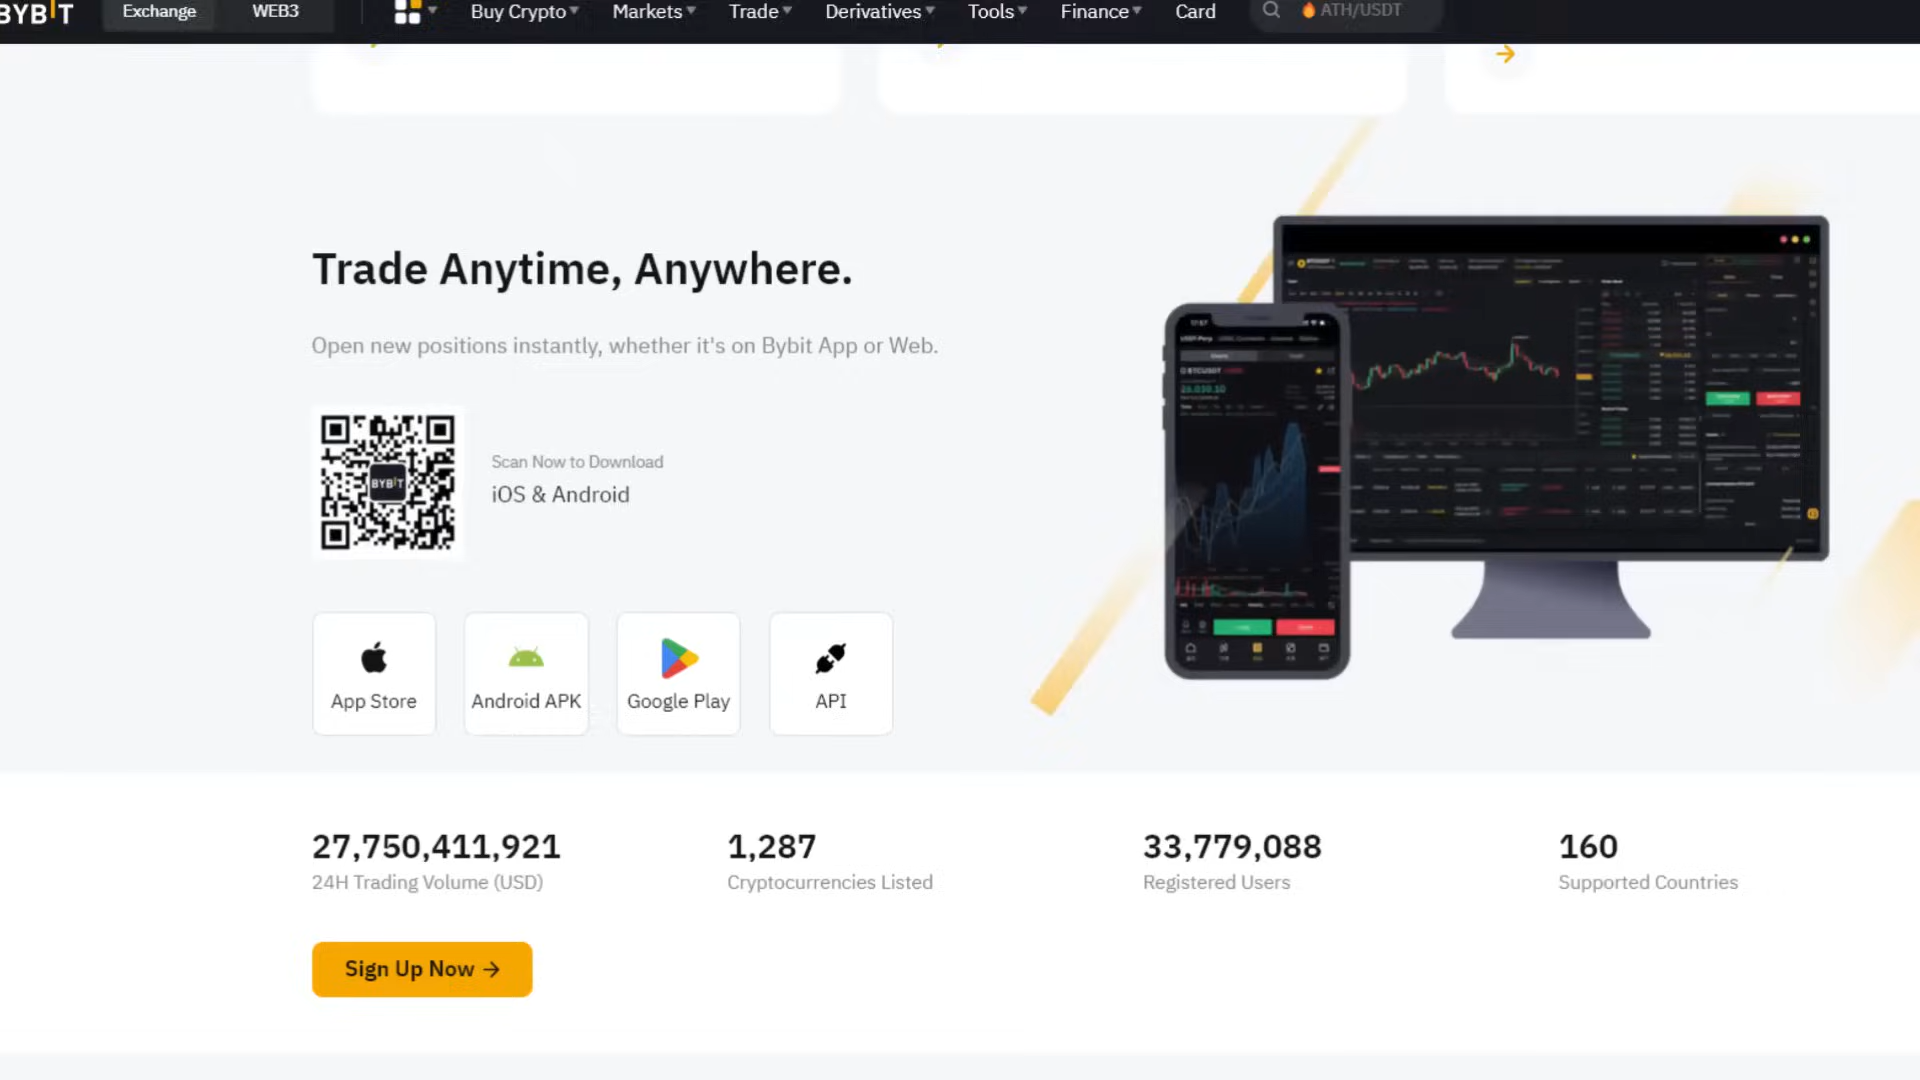 BYBIT
Exchange
WEB3
Buy Crypto
Markets
Trade
Derivatives
Tools
Finance
Card
ATH/USDT
Trade Anytime, Anywhere.
Open new positions instantly, whether it's on Bybit App or Web.
BYBIT
Scan Now to Download
iOS & Android
App Store
Android APK
Google Play
API
BTCUSDT
27,750,411,921
24H Trading Volume (USD)
1,287
Cryptocurrencies Listed
33,779,088
Registered Users
160
Supported Countries
Sign Up Now →